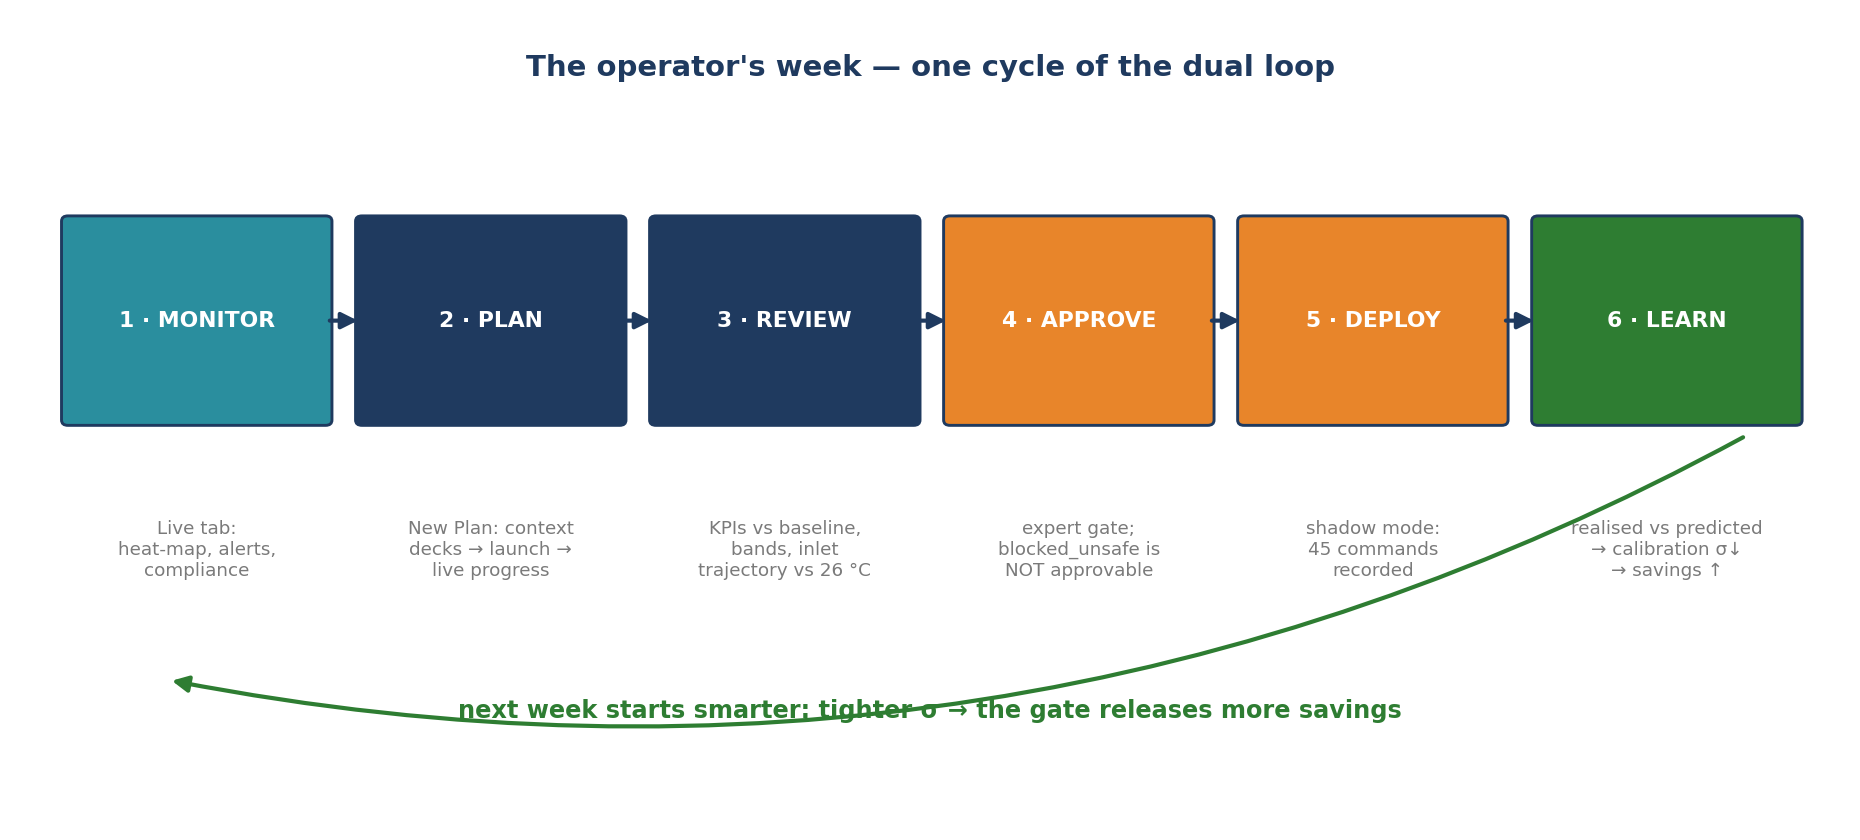 The operator's week — one cycle of the dual loop
1 · MONITOR
2 · PLAN
3 · REVIEW
4 · APPROVE
5 · DEPLOY
6 · LEARN
Live tab:
heat-map, alerts,
compliance
New Plan: context
decks → launch →
live progress
KPIs vs baseline,
bands, inlet
trajectory vs 26 °C
expert gate;
blocked_unsafe is
NOT approvable
shadow mode:
45 commands
recorded
realised vs predicted
→ calibration σ↓
→ savings ↑
next week starts smarter: tighter σ → the gate releases more savings